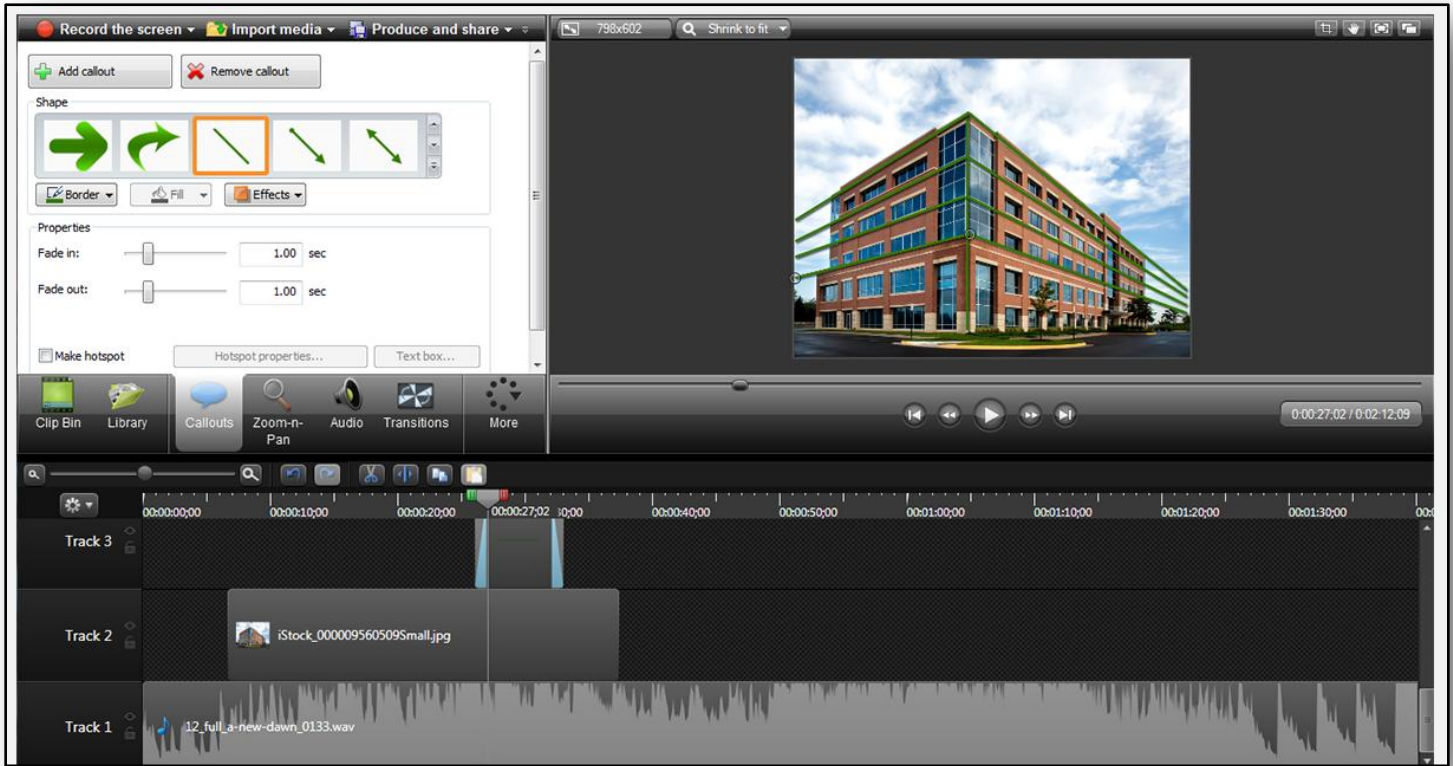 Record the screen Import media Produce and share 798x602 Shrink to fit
Add callout Remove callout
Shape
Border Fill Effects
Properties
Fade in: 1.00 sec
Fade out: 1.00 sec
Make hotspot Hotspot properties... Text box...
Clip Bin Library Callouts Zoom-n-Pan Audio Transitions More
0:00:27;02 / 0:02:12;09
00:00:00;00 00:00:10;00 00:00:20;00 00:00:27;02 :30;00 00:00:40;00 00:00:50;00 00:01:00;00 00:01:10;00 00:01:20;00 00:01:30;00
Track 3
Track 2 iStock_000009560509Small.jpg
Track 1 12_full_a-new-dawn_0133.wav